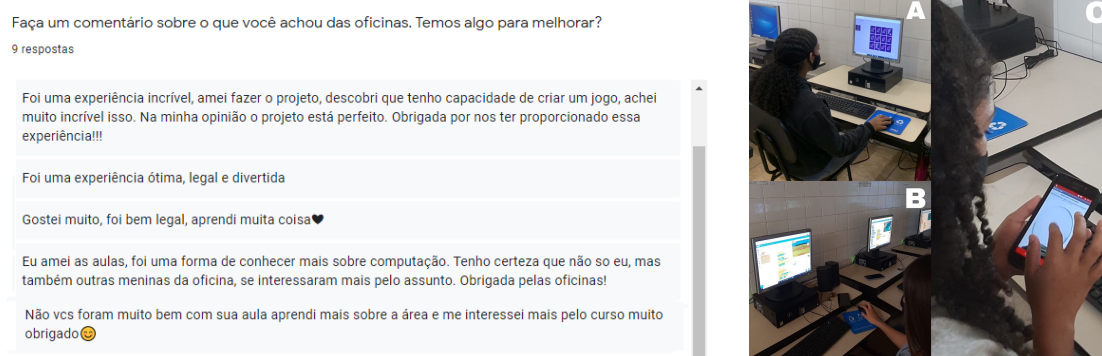 Faça um comentário sobre o que você achou das oficinas. Temos algo para melhorar?
9 respostas
Foi uma experiência incrível, amei fazer o projeto, descobri que tenho capacidade de criar um jogo, achei
muito incrível isso. Na minha opinião o projeto está perfeito. Obrigada por nos ter proporcionado essa
experiência!!!
Foi uma experiência ótima, legal e divertida
Gostei muito, foi bem legal, aprendi muita coisa🖤
Eu amei as aulas, foi uma forma de conhecer mais sobre computação. Tenho certeza que não so eu, mas
também outras meninas da oficina, se interessaram mais pelo assunto. Obrigada pelas oficinas!
Não vcs foram muito bem com sua aula aprendi mais sobre a área e me interessei mais pelo curso muito
obrigado😊
A
B
C